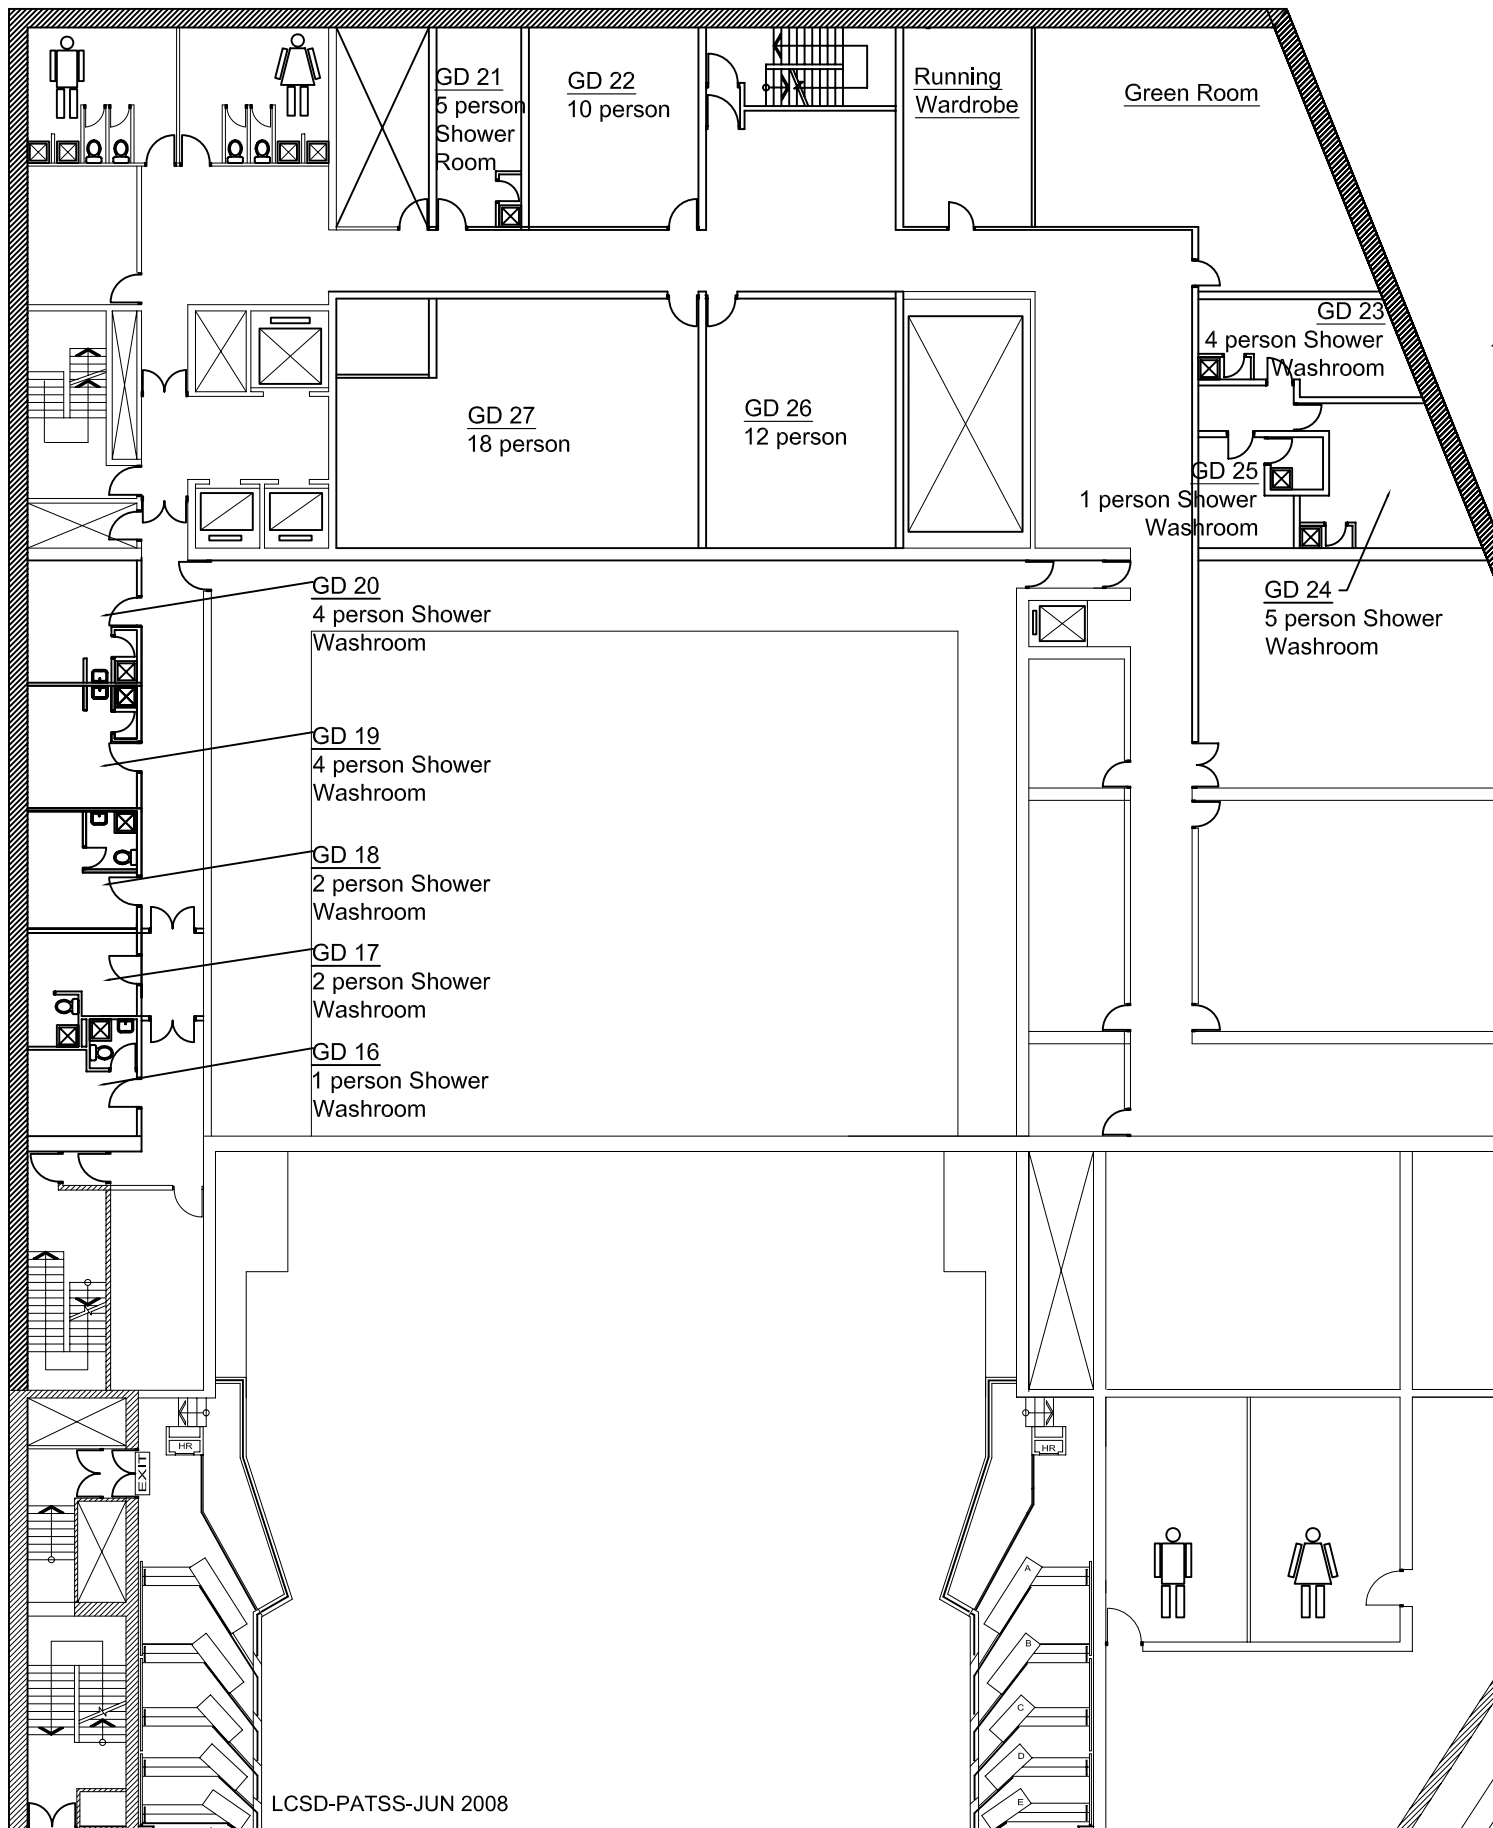 GD 21
5 person
Shower
Room
GD 22
10 person
Running
Wardrobe
Green Room
GD 23
4 person Shower
Washroom
GD 27
18 person
GD 26
12 person
GD 25
1 person Shower
Washroom
GD 24
5 person Shower
Washroom
GD 20
4 person Shower
Washroom
GD 19
4 person Shower
Washroom
GD 18
2 person Shower
Washroom
GD 17
2 person Shower
Washroom
GD 16
1 person Shower
Washroom
HR
HR
EXIT
A
B
C
D
E
LCSD-PATSS-JUN 2008